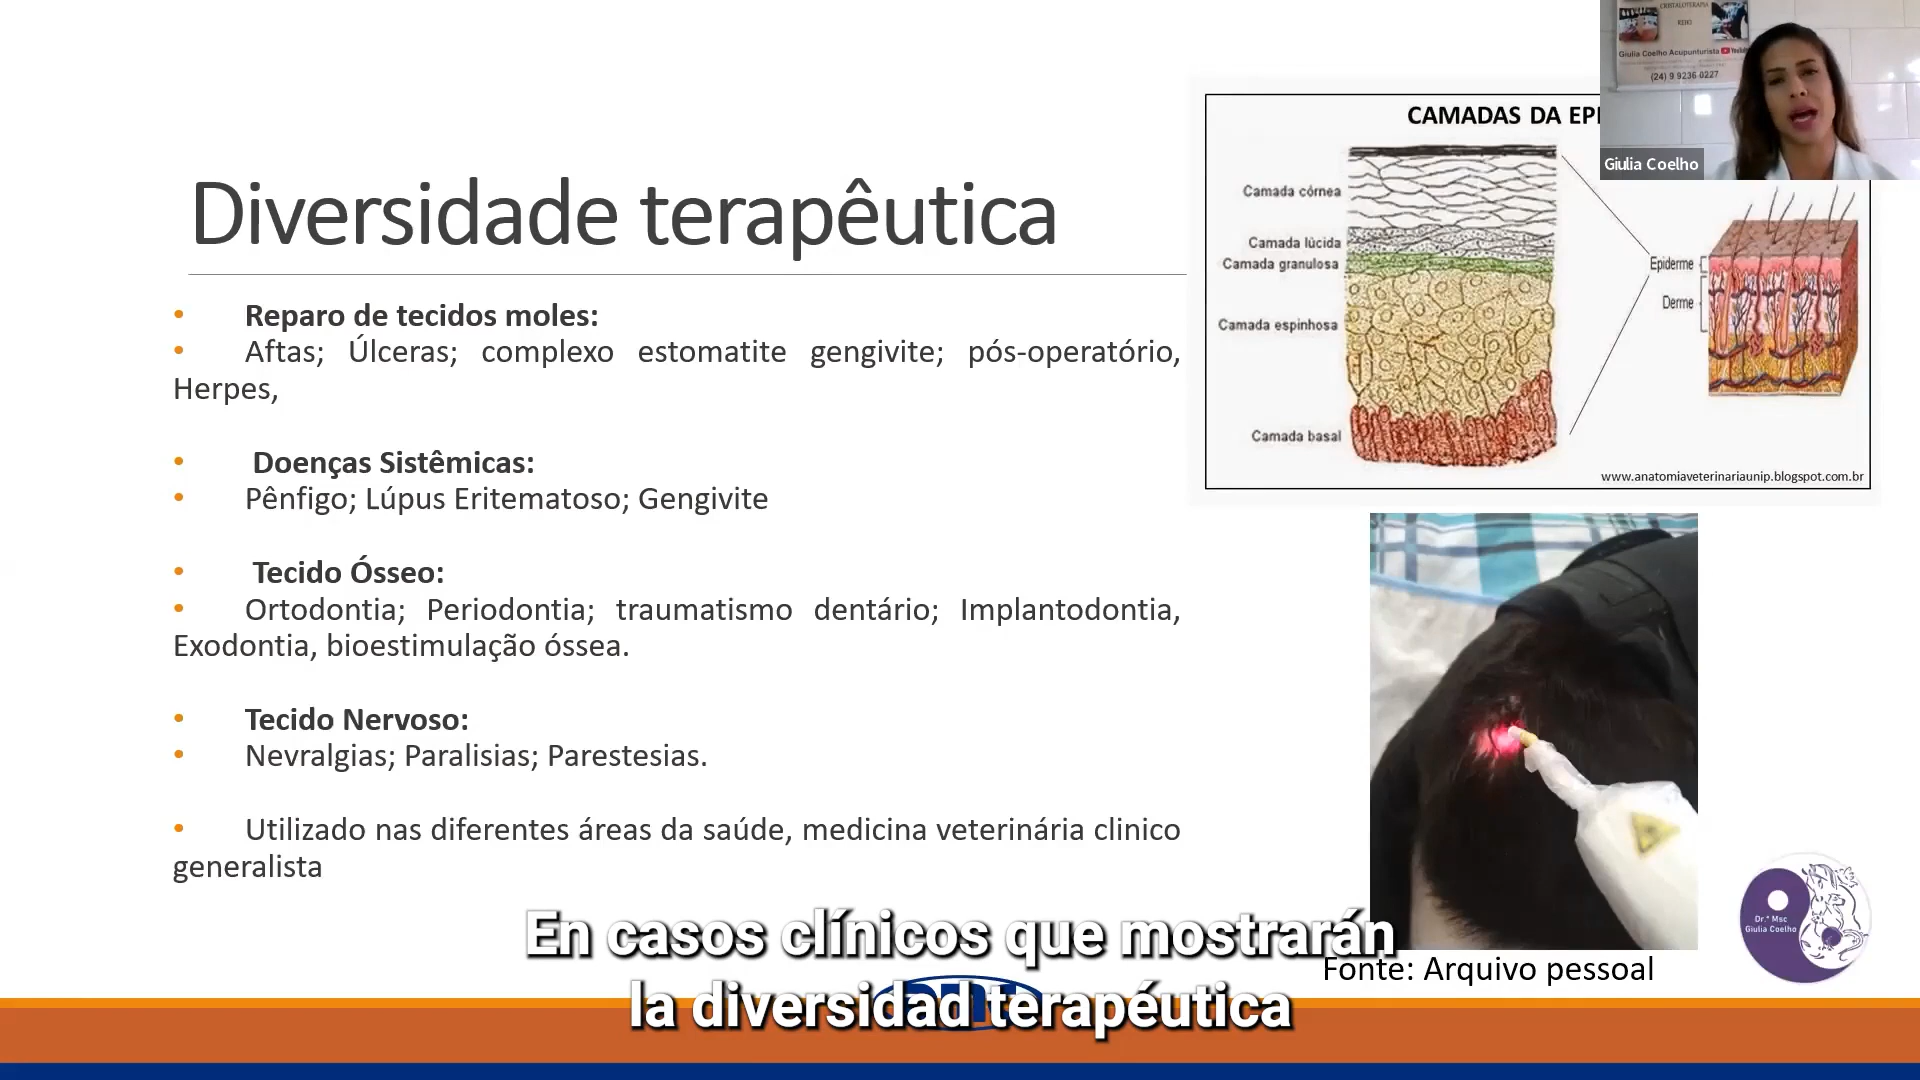 CRISTALOTERAPIA
REIKI
Giulia Coelho Acupunturista
(24) 9 9236 0227
Giulia Coelho
CAMADAS DA EPI
Camada córnea
Camada lúcida
Camada granulosa
Camada espinhosa
Camada basal
Epiderme
Derme
www.anatomiaveterinariaunip.blogspot.com.br
Diversidade terapêutica
• Reparo de tecidos moles:
• Aftas; Úlceras; complexo estomatite gengivite; pós-operatório,
Herpes,
• Doenças Sistêmicas:
• Pênfigo; Lúpus Eritematoso; Gengivite
• Tecido Ósseo:
• Ortodontia; Periodontia; traumatismo dentário; Implantodontia,
Exodontia, bioestimulação óssea.
• Tecido Nervoso:
• Nevralgias; Paralisias; Parestesias.
• Utilizado nas diferentes áreas da saúde, medicina veterinária clinico
generalista
Dr.ª Msc
Giulia Coelho
Fonte: Arquivo pessoal
En casos clínicos que mostrarán
la diversidad terapéutica